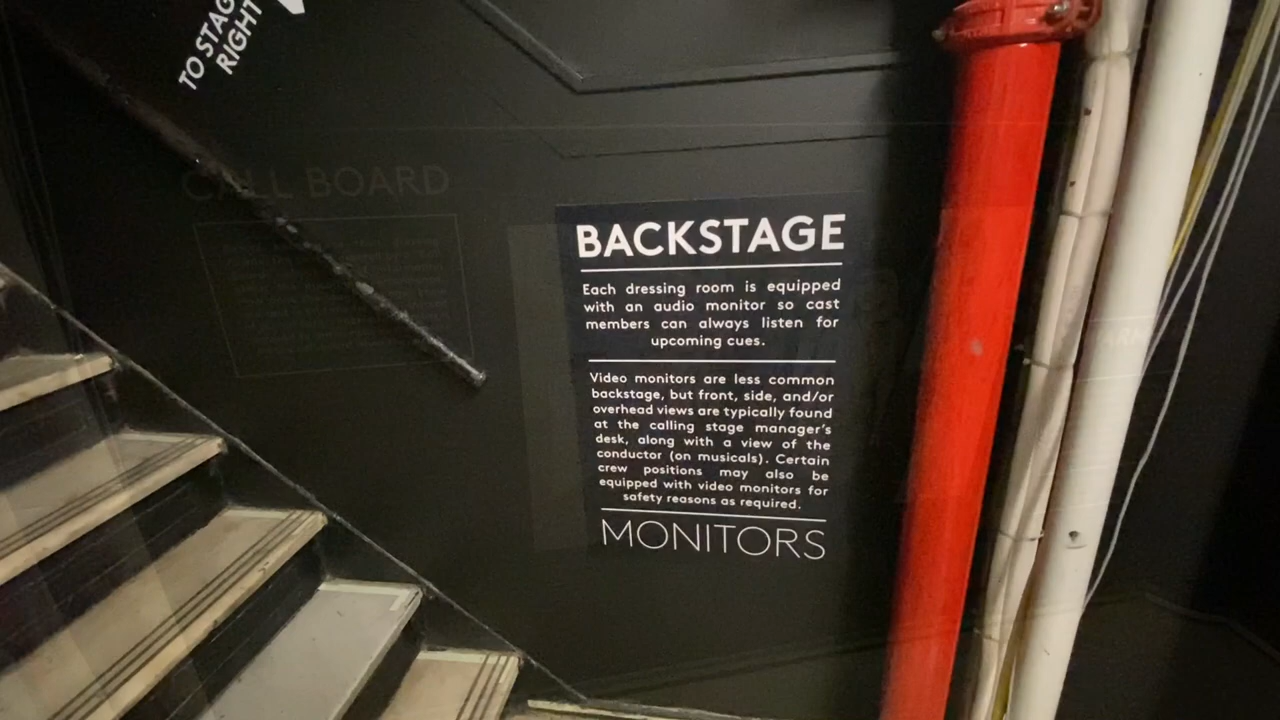 TO STAG
RIGHT
CALL BOARD
BACKSTAGE
Each dressing room is equipped
with an audio monitor so cast
members can always listen for
upcoming cues.
Video monitors are less common
backstage, but front, side, and/or
overhead views are typically found
at the calling stage manager's
desk, along with a view of the
conductor (on musicals). Certain
crew positions may also be
equipped with video monitors for
safety reasons as required.
MONITORS